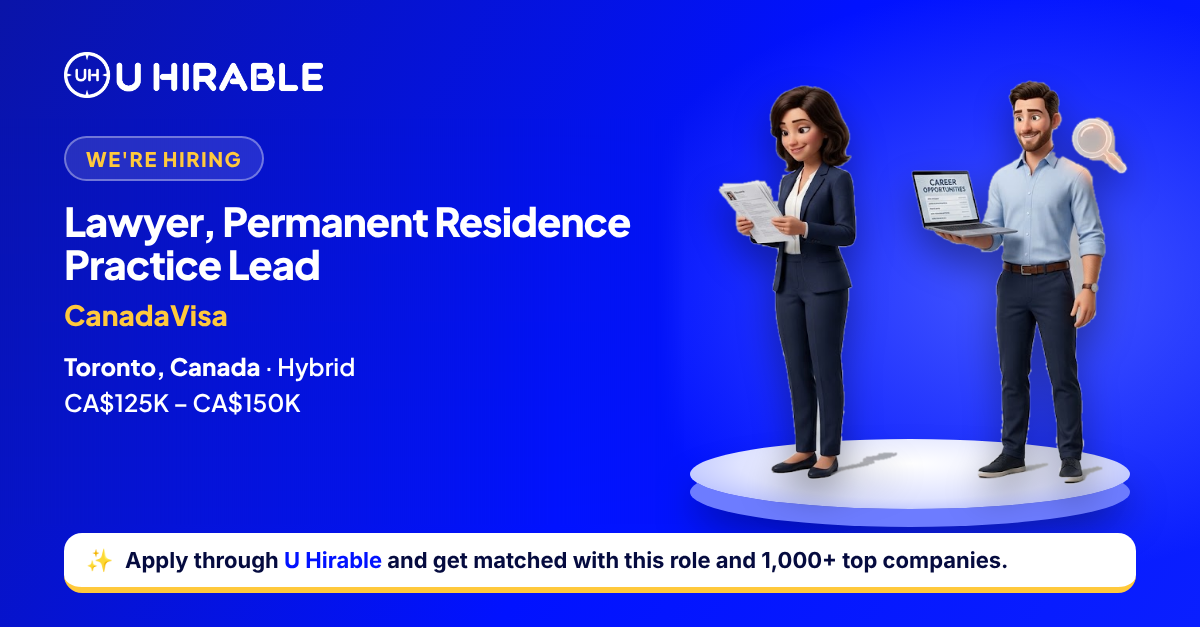 UH U HIRABLE
WE'RE HIRING
Lawyer, Permanent Residence
Practice Lead
CanadaVisa
Toronto, Canada · Hybrid
CA$125K – CA$150K
CAREER
OPPORTUNITIES
✨ Apply through U Hirable and get matched with this role and 1,000+ top companies.